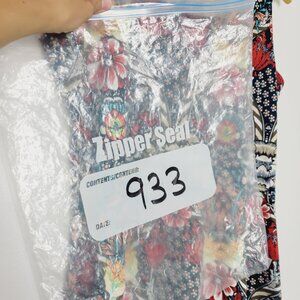 Zipper Seal
CONTENTS/CONTENIDO:
933
DATE: